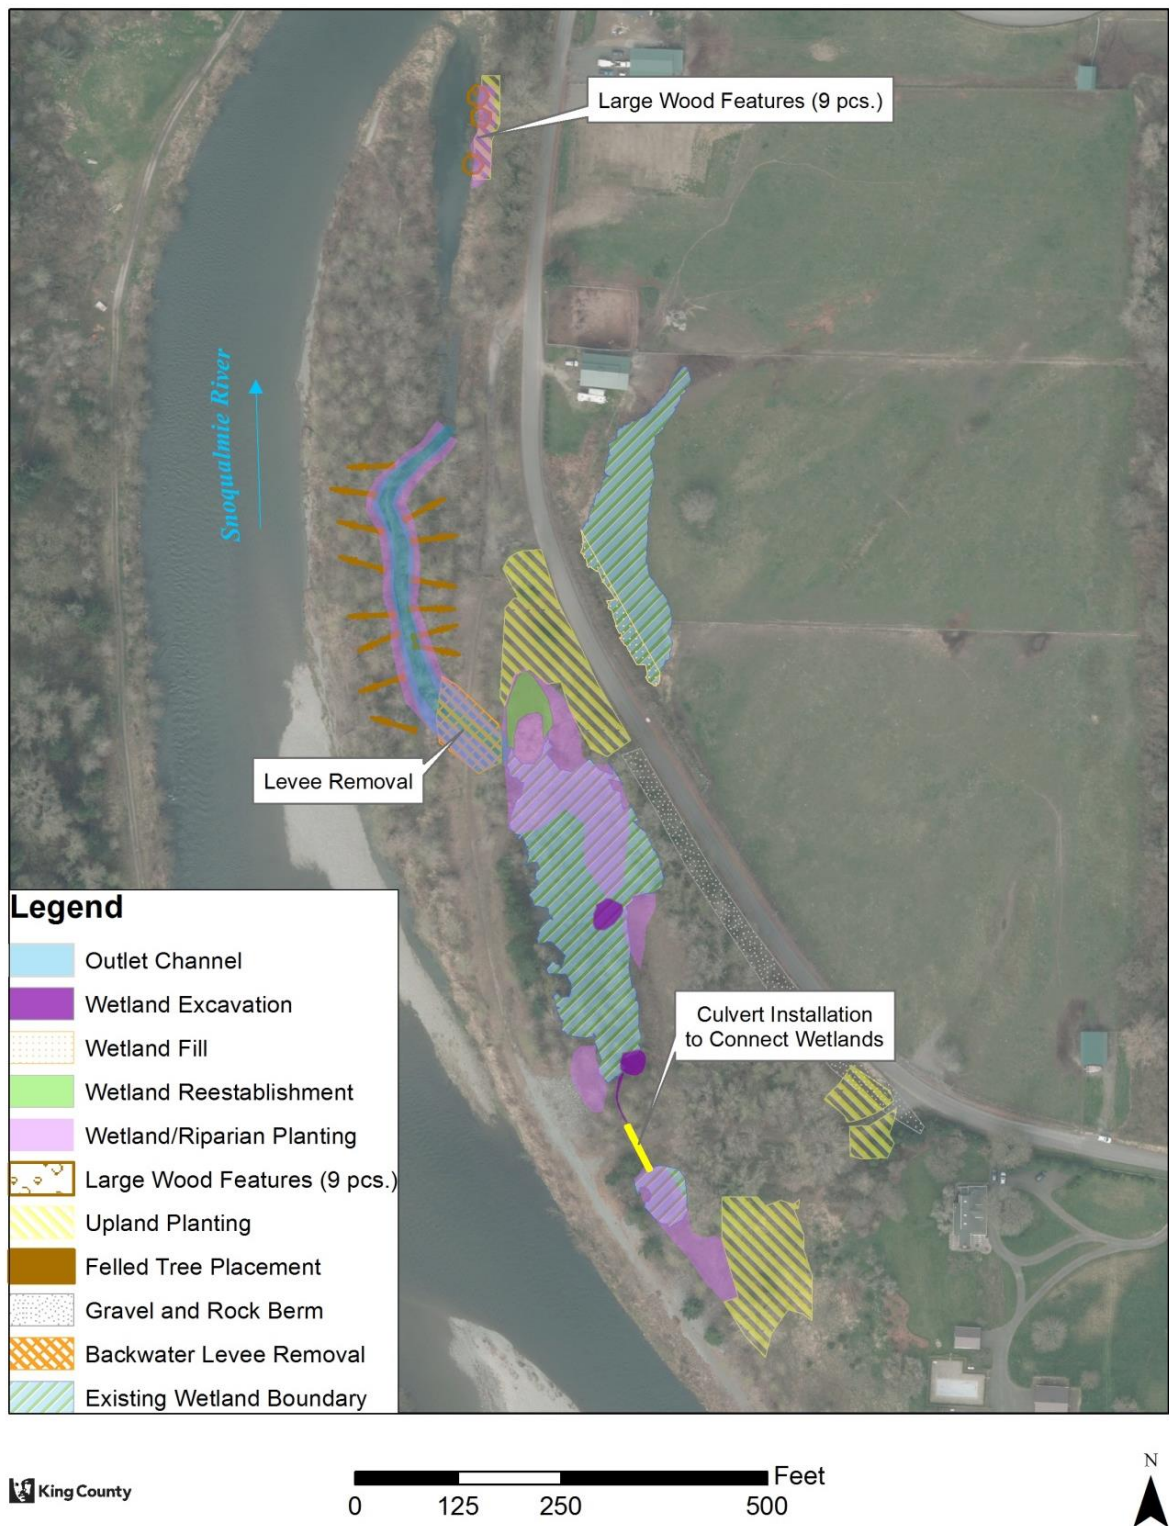 Large Wood Features (9 pcs.)
Snoqualmie River
Levee Removal
Culvert Installation
to Connect Wetlands
Legend
Outlet Channel
Wetland Excavation
Wetland Fill
Wetland Reestablishment
Wetland/Riparian Planting
Large Wood Features (9 pcs.)
Upland Planting
Felled Tree Placement
Gravel and Rock Berm
Backwater Levee Removal
Existing Wetland Boundary
King County
Feet
0 125 250 500
N